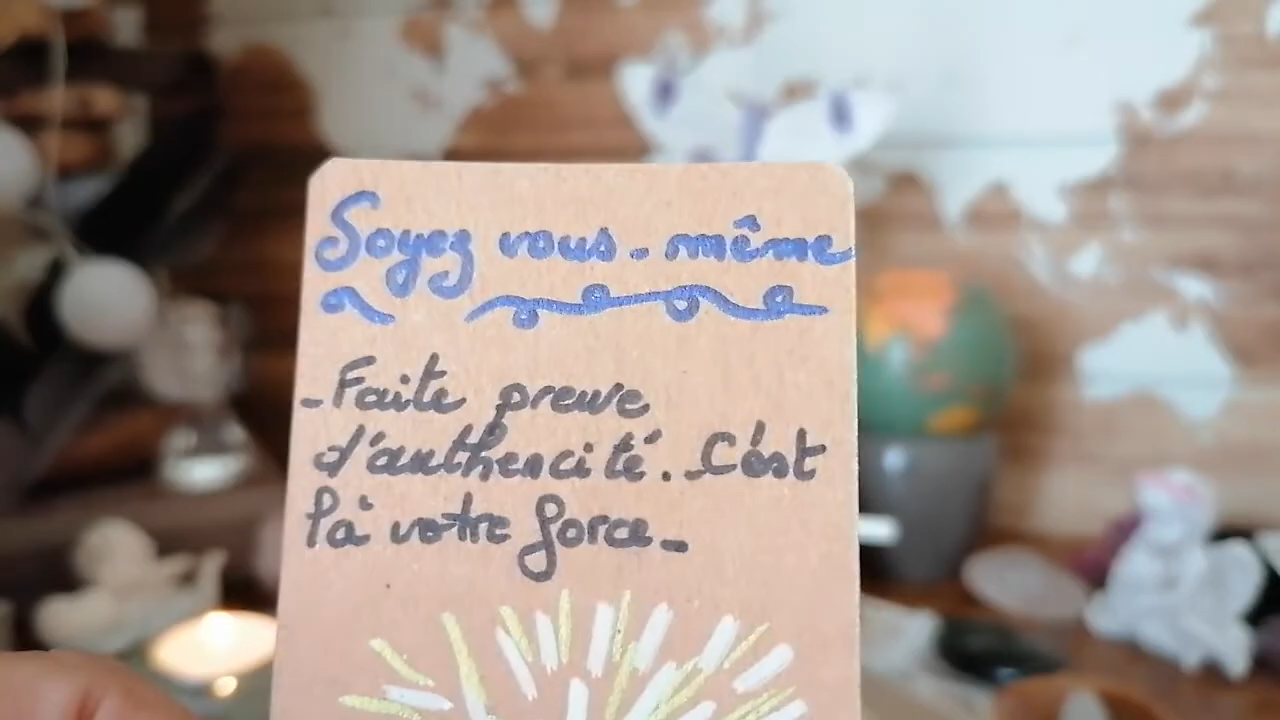 Soyez vous-même
-Faite preuve
d'authencité. C'est
là votre force-